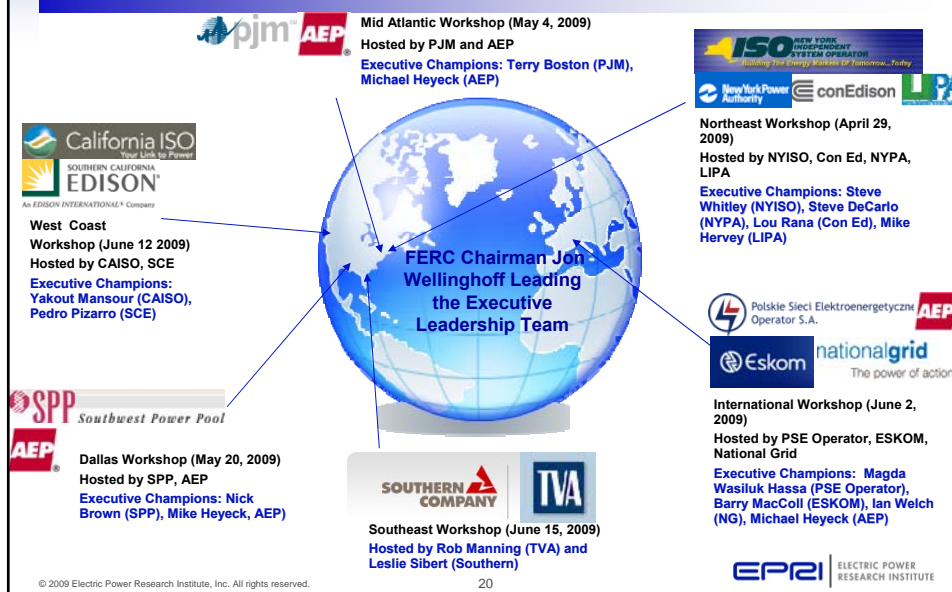 pjm
AEP
Mid Atlantic Workshop (May 4, 2009)
Hosted by PJM and AEP
Executive Champions: Terry Boston (PJM),
Michael Heyeck (AEP)
ISO NEW YORK
INDEPENDENT
SYSTEM OPERATOR
Building The Energy Markets Of Tomorrow...Today
NewYorkPower
Authority
conEdison
Northeast Workshop (April 29,
2009)
Hosted by NYISO, Con Ed, NYPA,
LIPA
Executive Champions: Steve
Whitley (NYISO), Steve DeCarlo
(NYPA), Lou Rana (Con Ed), Mike
Hervey (LIPA)
California ISO
Your Link to Power
SOUTHERN CALIFORNIA
EDISON®
An EDISON INTERNATIONAL® Company
West Coast
Workshop (June 12 2009)
Hosted by CAISO, SCE
Executive Champions:
Yakout Mansour (CAISO),
Pedro Pizarro (SCE)
FERC Chairman Jon
Wellinghoff Leading
the Executive
Leadership Team
Polskie Sieci Elektroenergetyczne
Operator S.A.
AEP
Eskom
nationalgrid
The power of action
International Workshop (June 2,
2009)
Hosted by PSE Operator, ESKOM,
National Grid
Executive Champions: Magda
Wasiluk Hassa (PSE Operator),
Barry MacColl (ESKOM), Ian Welch
(NG), Michael Heyeck (AEP)
SPP Southwest Power Pool
AEP
Dallas Workshop (May 20, 2009)
Hosted by SPP, AEP
Executive Champions: Nick
Brown (SPP), Mike Heyeck, AEP)
SOUTHERN
COMPANY
TVA
Southeast Workshop (June 15, 2009)
Hosted by Rob Manning (TVA) and
Leslie Sibert (Southern)
© 2009 Electric Power Research Institute, Inc. All rights reserved.
20
EPRI ELECTRIC POWER
RESEARCH INSTITUTE